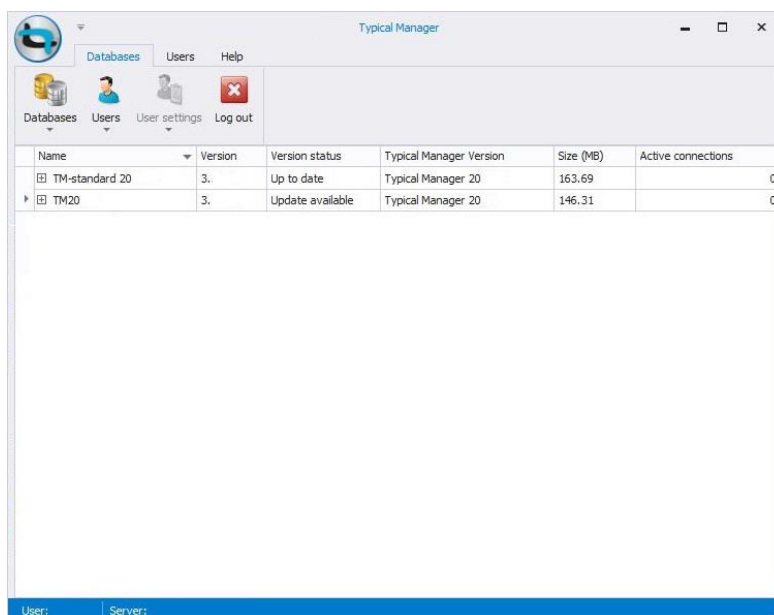 Typical Manager
Databases Users Help
Databases Users User settings Log out
Name Version Version status Typical Manager Version Size (MB) Active connections
TM-standard 20 3. Up to date Typical Manager 20 163.69 0
TM20 3. Update available Typical Manager 20 146.31 0
User: Server: